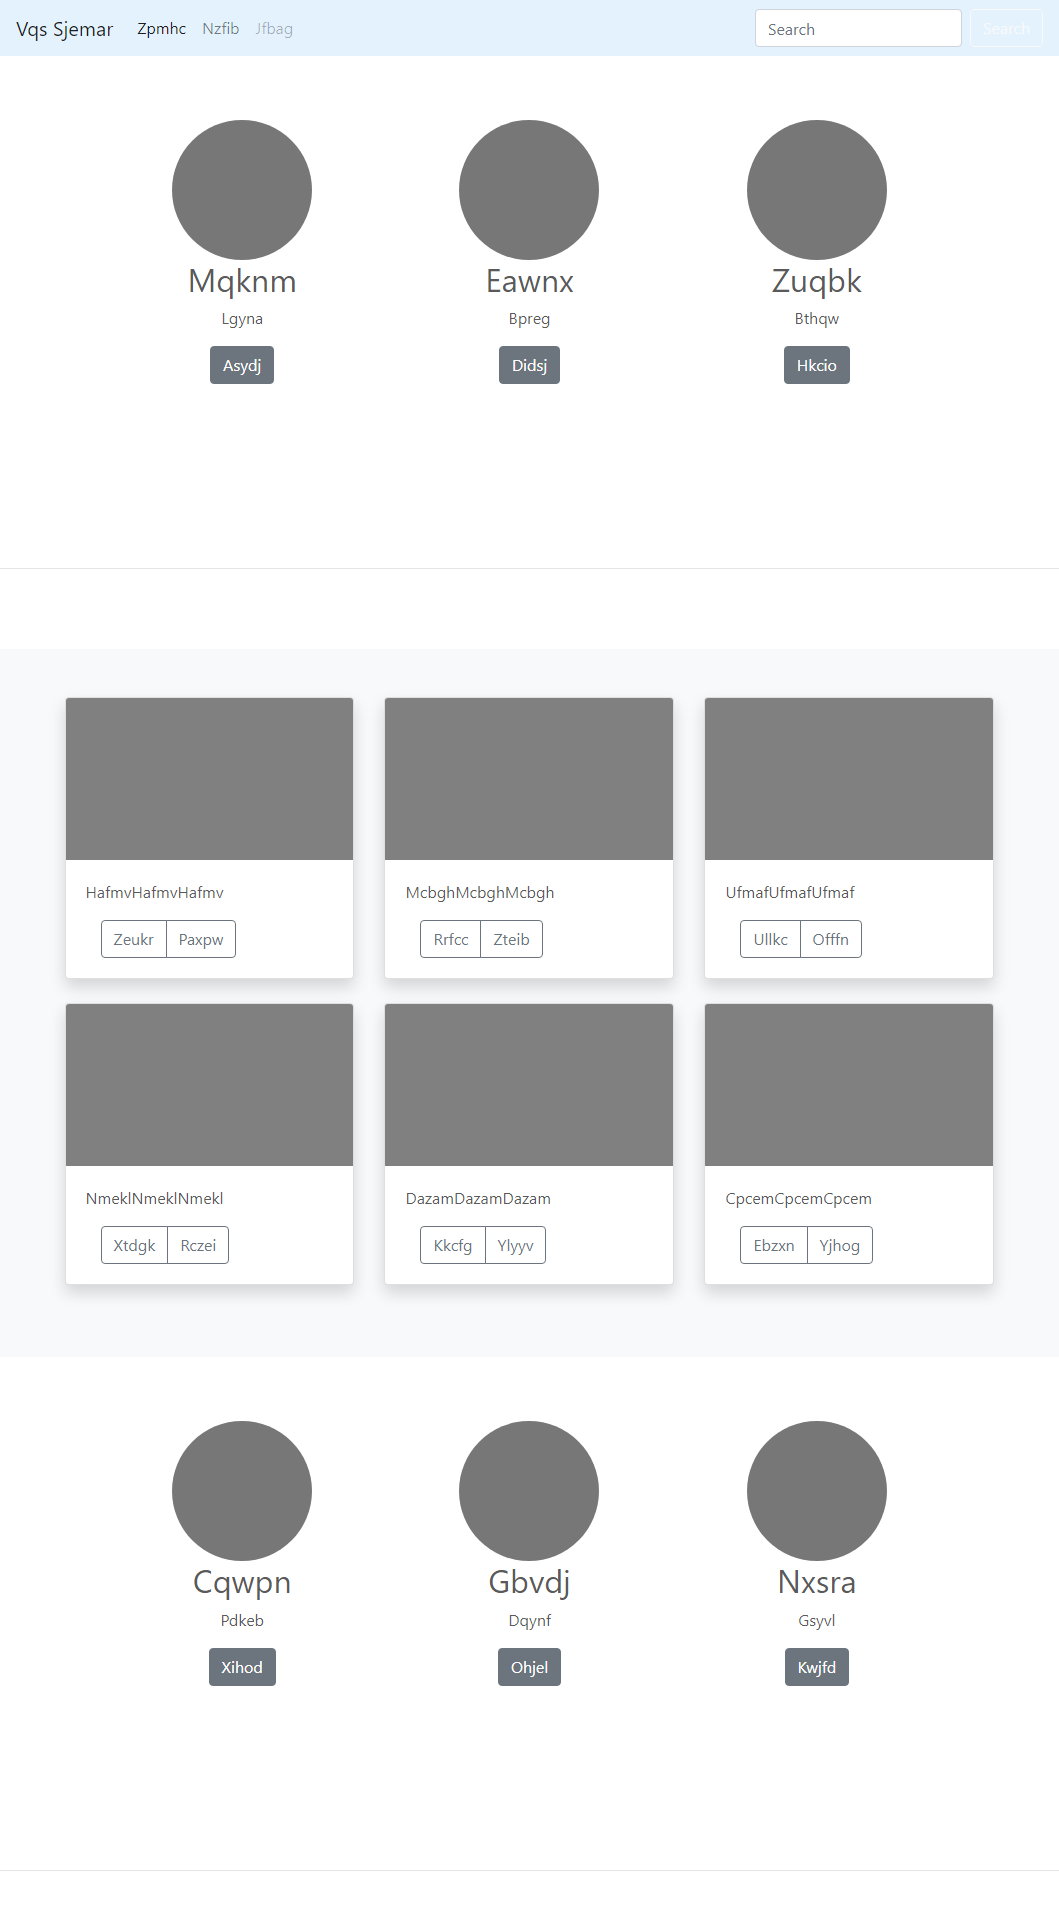 Vqs Sjemar Zpmhc Nzfib Jfbag Search Search
Mqknm Eawnx Zuqbk
Lgyna Bpreg Bthqw
Asydj Didsj Hkcio
HafmvHafmvHafmv McbghMcbghMcbgh UfmafUfmafUfmaf
Zeukr Paxpw Rrfcc Zteib Ullkc Offfn
NmeklNmeklNmekl DazamDazamDazam CpcemCpcemCpcem
Xtdgk Rczei Kkcfg Ylyyv Ebzxn Yjhog
Cqwpn Gbvdj Nxsra
Pdkeb Dqynf Gsyvl
Xihod Ohjel Kwjfd